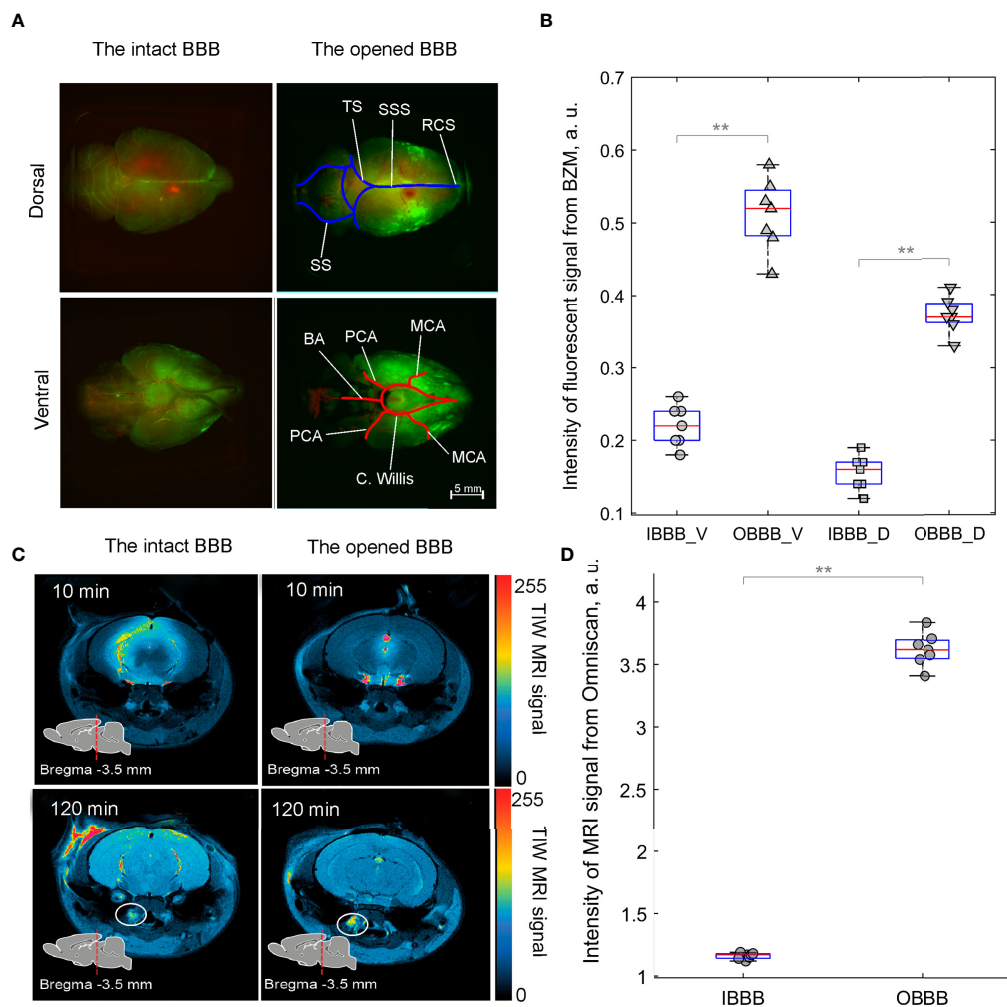 A
The intact BBB
The opened BBB
Dorsal
TS
SSS
RCS
SS
Ventral
BA
PCA
MCA
PCA
C. Willis
MCA
5 mm
B
Intensity of fluorescent signal from BZM, a. u.
0.7
0.6
0.5
0.4
0.3
0.2
0.1
**
**
IBBB_V
OBBB_V
IBBB_D
OBBB_D
C
The intact BBB
The opened BBB
10 min
Bregma -3.5 mm
10 min
Bregma -3.5 mm
255
TIW MRI signal
0
120 min
Bregma -3.5 mm
120 min
Bregma -3.5 mm
255
TIW MRI signal
0
D
Intensity of MRI signal from Omniscan, a. u.
4
3.5
3
2.5
2
1.5
1
**
IBBB
OBBB